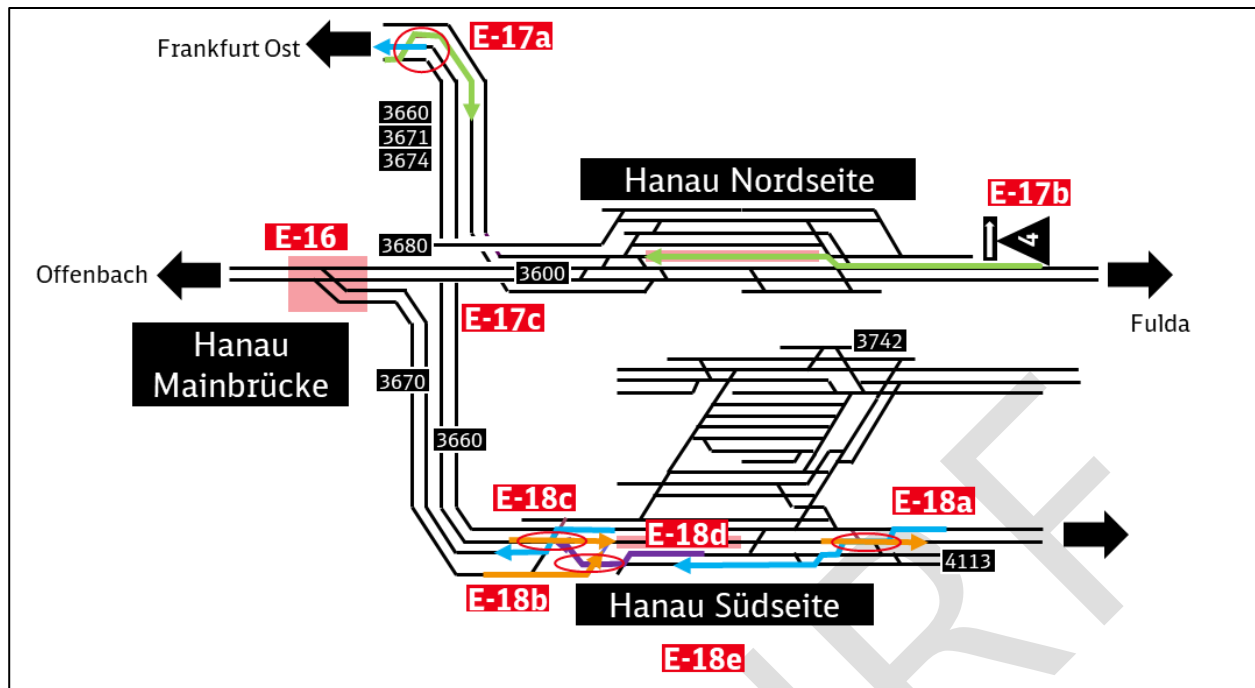 Frankfurt Ost
E-17a
3660
3671
3674
Hanau Nordseite
E-17b
4
E-16
3680
Offenbach
3600
Fulda
E-17c
Hanau
Mainbrücke
3742
3670
3660
E-18c
E-18a
E-18d
4113
E-18b
Hanau Südseite
E-18e